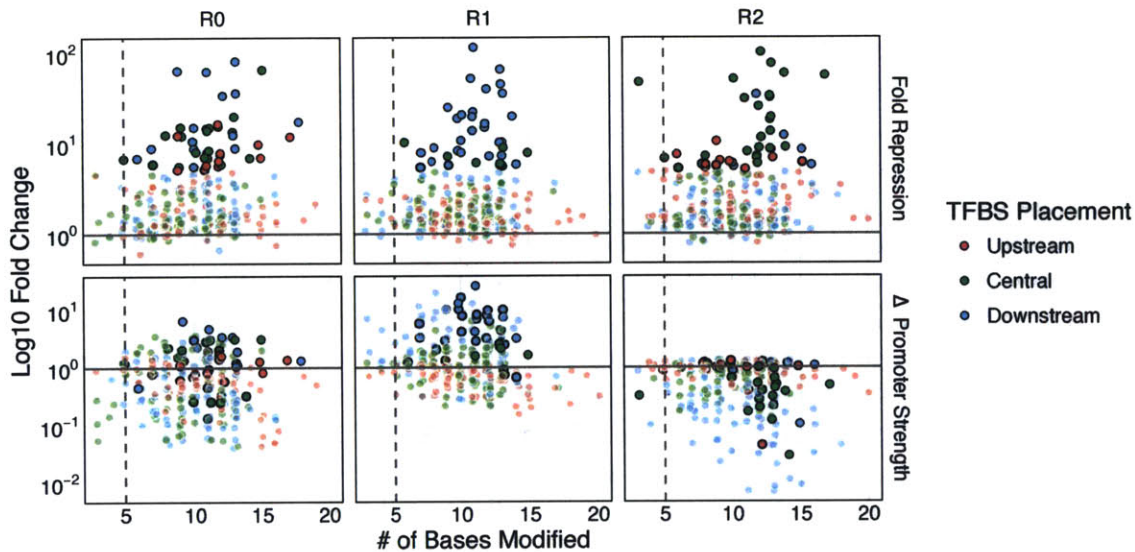 R0 R1 R2
Log10 Fold Change
10² 10¹ 10⁰
Fold Repression
10¹ 10⁰ 10⁻¹ 10⁻²
Δ Promoter Strength
5 10 15 20 5 10 15 20 5 10 15 20
# of Bases Modified
TFBS Placement
Upstream
Central
Downstream